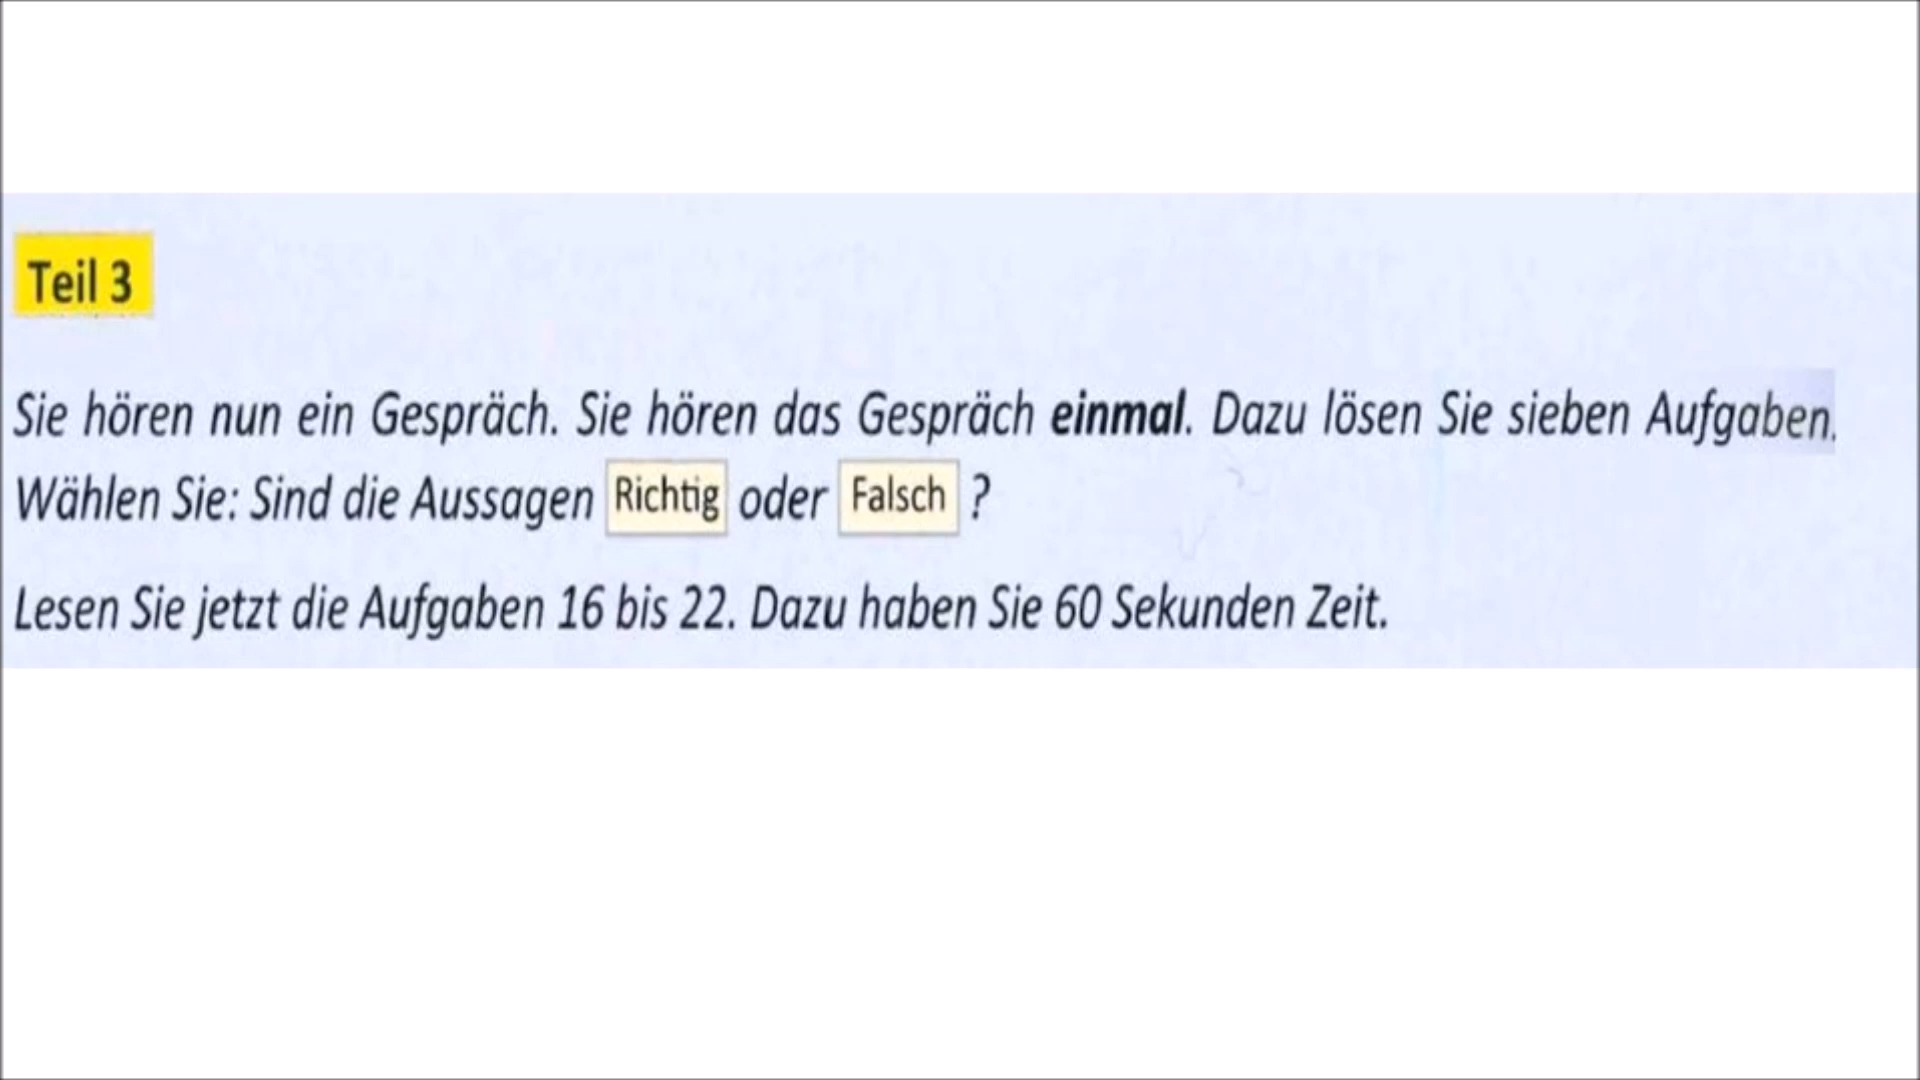 Teil 3
Sie hören nun ein Gespräch. Sie hören das Gespräch einmal. Dazu lösen Sie sieben Aufgaben.
Wählen Sie: Sind die Aussagen Richtig oder Falsch ?
Lesen Sie jetzt die Aufgaben 16 bis 22. Dazu haben Sie 60 Sekunden Zeit.